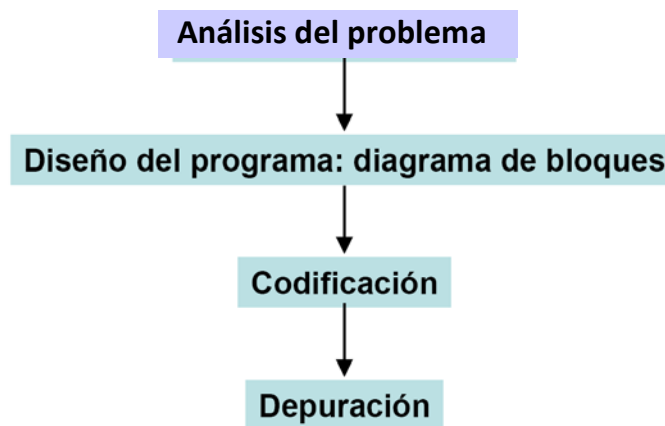 Análisis del problema
Diseño del programa: diagrama de bloques
Codificación
Depuración